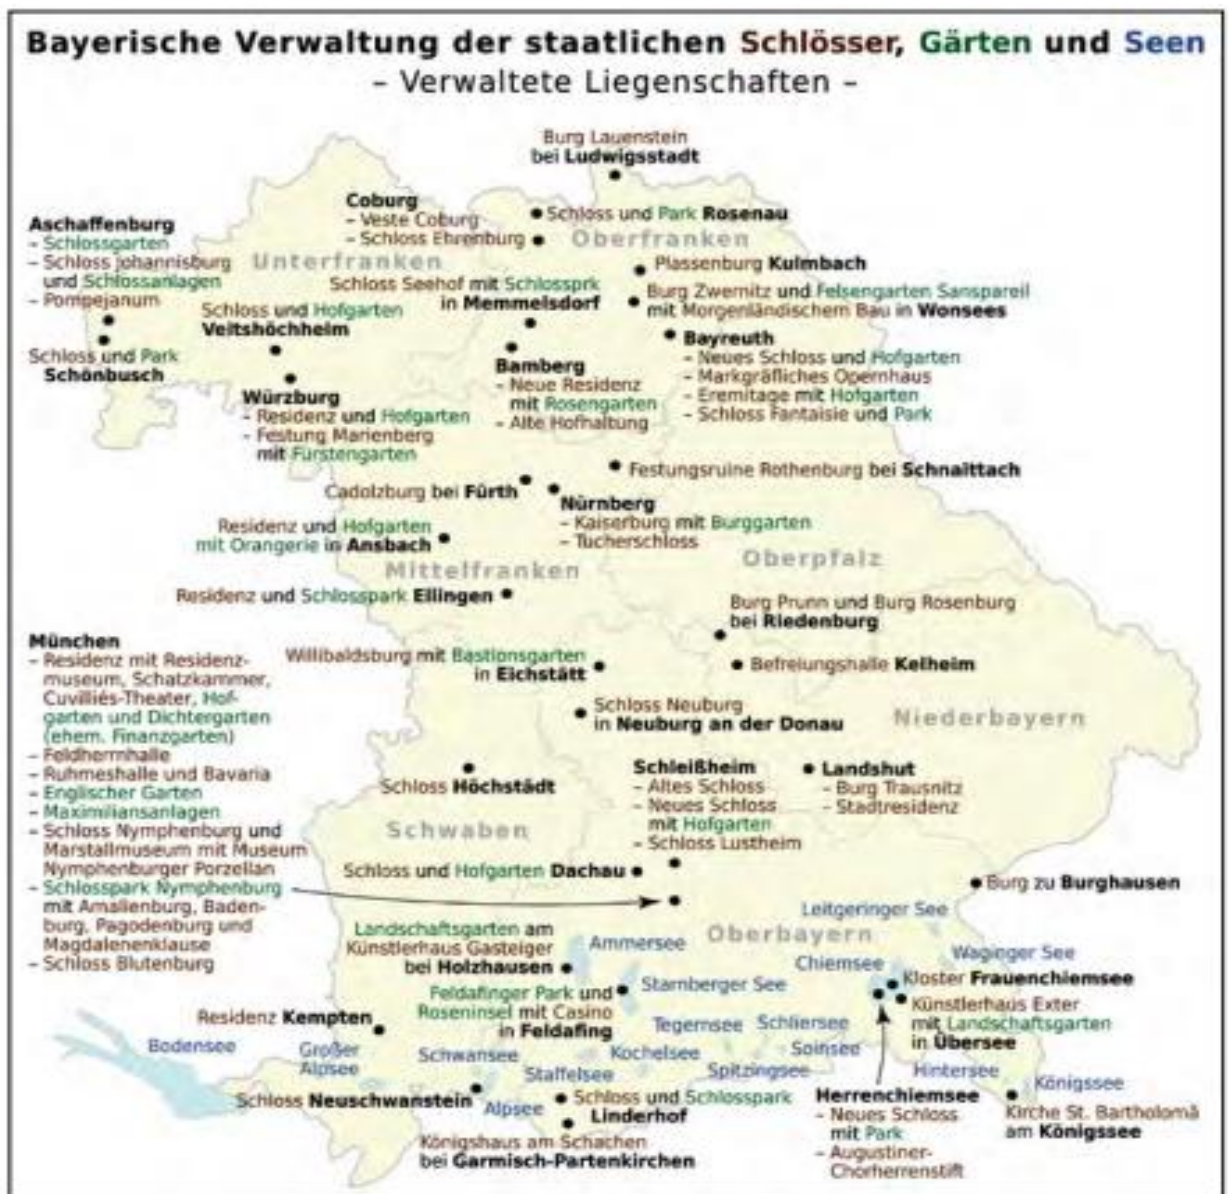 Bayerische Verwaltung der staatlichen Schlösser, Gärten und Seen
– Verwaltete Liegenschaften –
Burg Lauenstein
bei Ludwigsstadt
Coburg
– Veste Coburg
– Schloss Ehrenburg
Schloss und Park Rosenau
Oberfranken
Aschaffenburg
– Schlossgarten
– Schloss Johannisburg
und Schlossanlagen
– Pompejanum
Unterfranken
Plassenburg Kulmbach
Schloss Seehof mit Schlossprk
in Memmelsdorf
Burg Zwernitz und Felsengarten Sanspareil
mit Morgenländischem Bau in Wonsees
Schloss und Hofgarten
Veitshöchheim
Schloss und Park
Schönbusch
Bayreuth
– Neues Schloss und Hofgarten
– Markgräfliches Opernhaus
– Eremitage mit Hofgarten
– Schloss Fantaisie und Park
Bamberg
– Neue Residenz
mit Rosengarten
– Alte Hofhaltung
Würzburg
– Residenz und Hofgarten
– Festung Marienberg
mit Fürstengarten
Festungsruine Rothenburg bei Schnaittach
Cadolzburg bei Fürth
Nürnberg
– Kaiserburg mit Burggarten
– Tucherschloss
Residenz und Hofgarten
mit Orangerie in Ansbach
Oberpfalz
Mittelfranken
Residenz und Schlosspark Ellingen
Burg Prunn und Burg Rosenburg
bei Riedenburg
München
– Residenz mit Residenz-
museum, Schatzkammer,
Cuvilliés-Theater, Hof-
garten und Dichtergarten
(ehem. Finanzgarten)
– Feldherrnhalle
– Ruhmeshalle und Bavaria
– Englischer Garten
– Maximiliansanlagen
– Schloss Nymphenburg und
Marstallmuseum mit Museum
Nymphenburger Porzellan
– Schlosspark Nymphenburg
mit Amalienburg, Baden-
burg, Pagodenburg und
Magdalenenklause
– Schloss Blutenburg
Willibaldsburg mit Bastionsgarten
in Eichstätt
Befreiungshalle Kelheim
Schloss Neuburg
in Neuburg an der Donau
Niederbayern
Schloss Höchstädt
Schleißheim
– Altes Schloss
– Neues Schloss
mit Hofgarten
– Schloss Lustheim
Landshut
– Burg Trausnitz
– Stadtresidenz
Schwaben
Schloss und Hofgarten Dachau
Burg zu Burghausen
Leitgeringer See
Oberbayern
Landschaftsgarten am
Künstlerhaus Gasteiger
bei Holzhausen
Ammersee
Waginger See
Chiemsee
Kloster Frauenchiemsee
Feldafinger Park und
Roseninsel mit Casino
in Feldafing
Starnberger See
Künstlerhaus Exter
mit Landschaftsgarten
in Übersee
Residenz Kempten
Tegernsee
Schliersee
Bodensee
Großer
Alpsee
Schwansee
Kochelsee
Soinsee
Staffelsee
Spitzingsee
Hintersee
Königssee
Schloss Neuschwanstein
Alpsee
Schloss und Schlosspark
Linderhof
Herrenchiemsee
– Neues Schloss
mit Park
– Augustiner-
Chorherrenstift
Kirche St. Bartholomä
am Königssee
Königshaus am Schachen
bei Garmisch-Partenkirchen